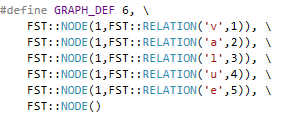 #define GRAPH_DEF 6, \
FST::NODE(1,FST::RELATION('v',1)), \
FST::NODE(1,FST::RELATION('a',2)), \
FST::NODE(1,FST::RELATION('l',3)), \
FST::NODE(1,FST::RELATION('u',4)), \
FST::NODE(1,FST::RELATION('e',5)), \
FST::NODE()